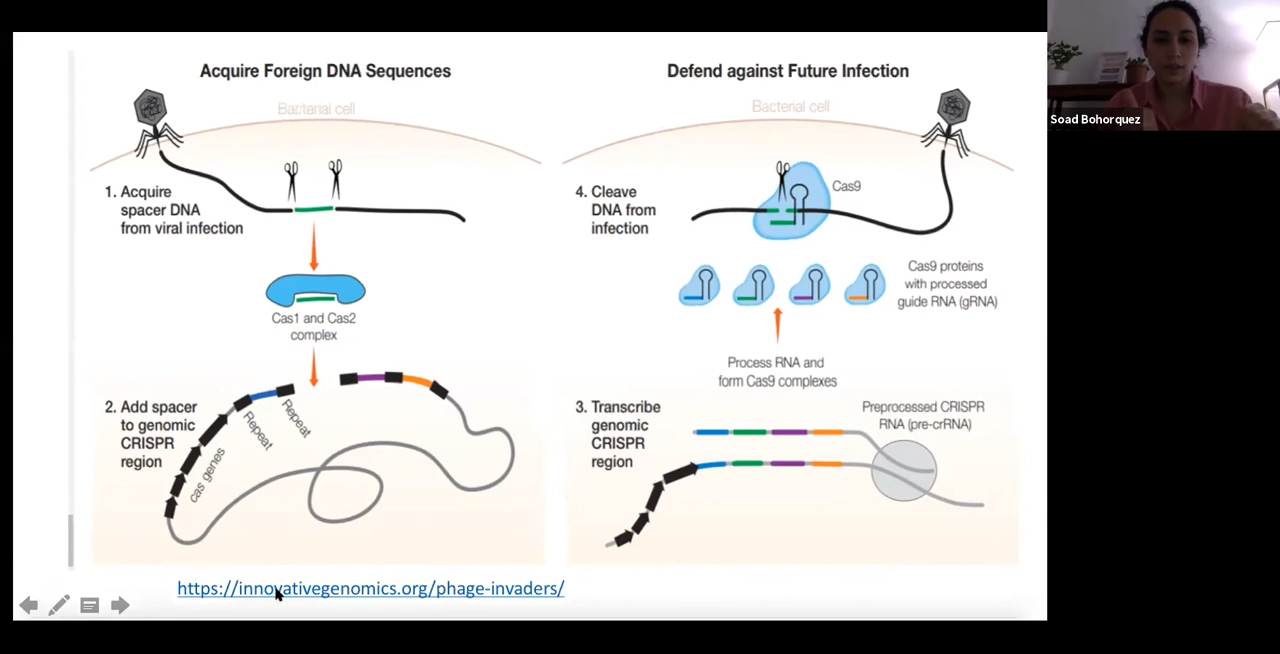 Acquire Foreign DNA Sequences
Bacterial cell
1. Acquire
spacer DNA
from viral infection
Cas1 and Cas2
complex
2. Add spacer
to genomic
CRISPR
region
Repeat
Repeat
cas genes
Defend against Future Infection
Bacterial cell
4. Cleave
DNA from
infection
Cas9
Cas9 proteins
with processed
guide RNA (gRNA)
Process RNA and
form Cas9 complexes
3. Transcribe
genomic
CRISPR
region
Preprocessed CRISPR
RNA (pre-crRNA)
https://innovativegenomics.org/phage-invaders/
Soad Bohorquez